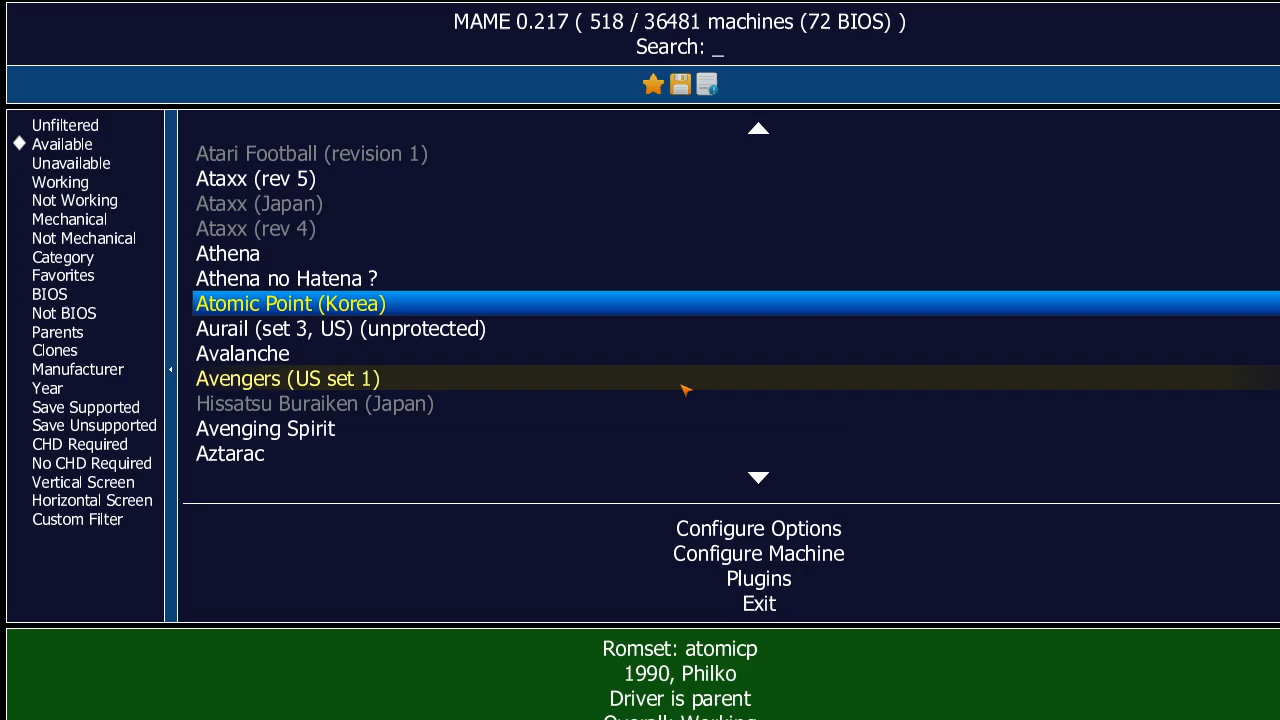 MAME 0.217 ( 518 / 36481 machines (72 BIOS) )
Search: _
Unfiltered
Available
Unavailable
Working
Not Working
Mechanical
Not Mechanical
Category
Favorites
BIOS
Not BIOS
Parents
Clones
Manufacturer
Year
Save Supported
Save Unsupported
CHD Required
No CHD Required
Vertical Screen
Horizontal Screen
Custom Filter
Atari Football (revision 1)
Ataxx (rev 5)
Ataxx (Japan)
Ataxx (rev 4)
Athena
Athena no Hatena ?
Atomic Point (Korea)
Aurail (set 3, US) (unprotected)
Avalanche
Avengers (US set 1)
Hissatsu Buraiken (Japan)
Avenging Spirit
Aztarac
Configure Options
Configure Machine
Plugins
Exit
Romset: atomicp
1990, Philko
Driver is parent
Overall: Working